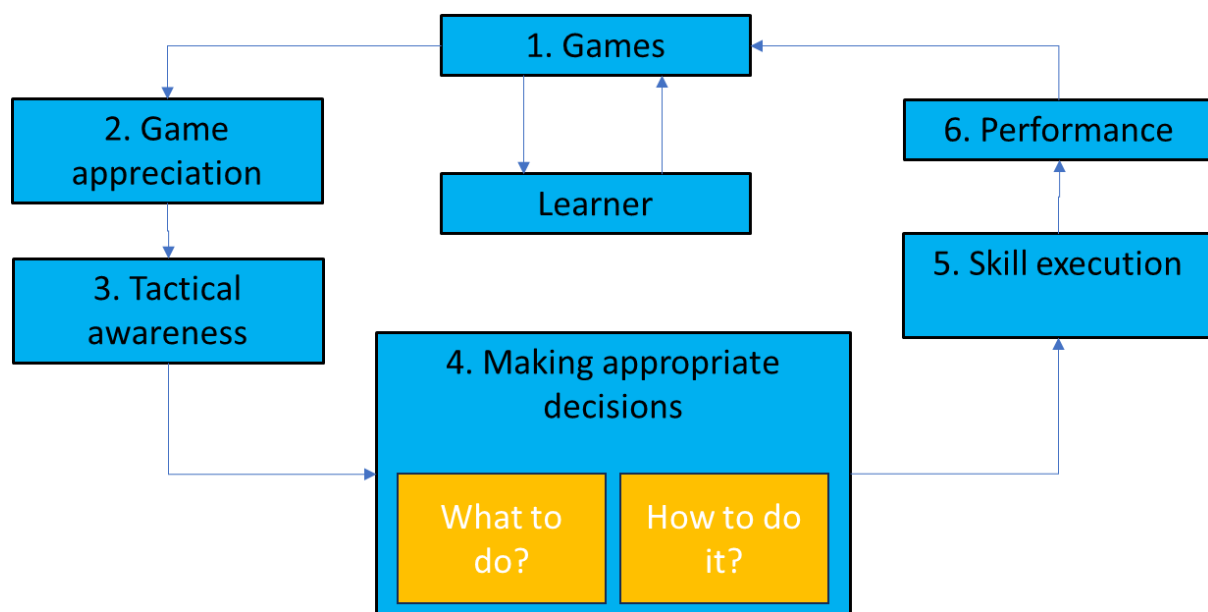 1. Games
2. Game
appreciation
6. Performance
Learner
3. Tactical
awareness
5. Skill execution
4. Making appropriate
decisions
What to
do?
How to do
it?